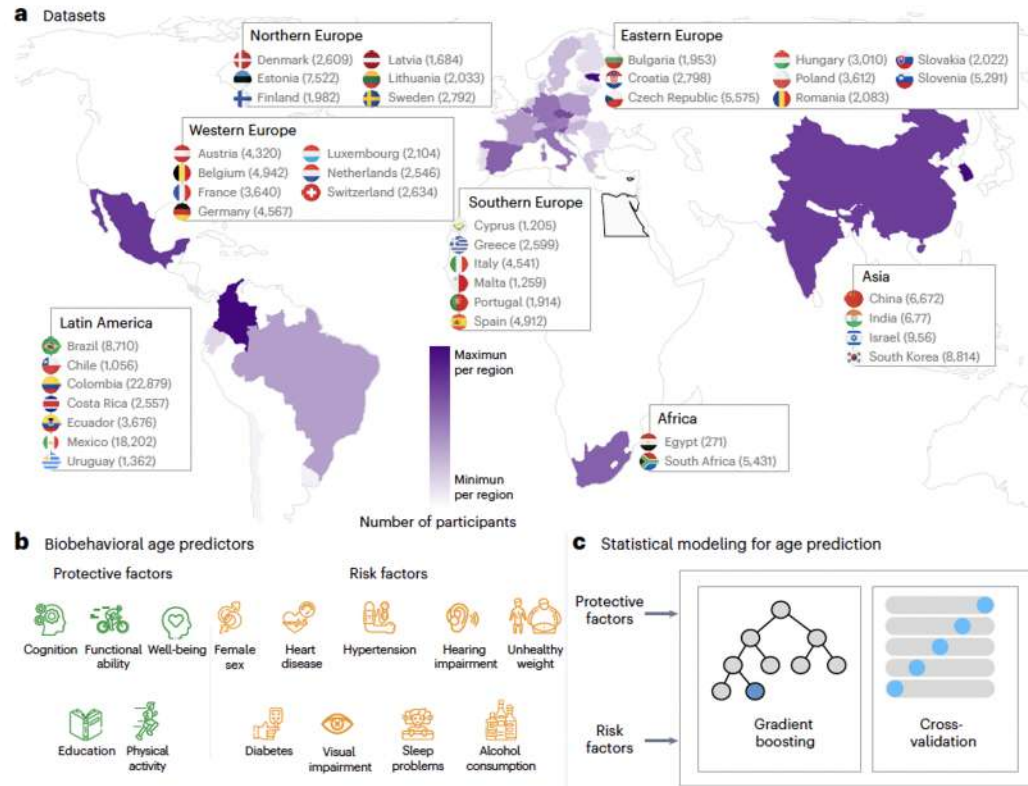 a Datasets
Northern Europe
Denmark (2,609)
Latvia (1,684)
Estonia (7,522)
Lithuania (2,033)
Finland (1,982)
Sweden (2,792)
Eastern Europe
Bulgaria (1,953)
Hungary (3,010)
Slovakia (2,022)
Croatia (2,798)
Poland (3,612)
Slovenia (5,291)
Czech Republic (5,575)
Romania (2,083)
Western Europe
Austria (4,320)
Luxembourg (2,104)
Belgium (4,942)
Netherlands (2,546)
France (3,640)
Switzerland (2,634)
Germany (4,567)
Southern Europe
Cyprus (1,205)
Greece (2,599)
Italy (4,541)
Malta (1,259)
Portugal (1,914)
Spain (4,912)
Asia
China (6,672)
India (6,77)
Israel (9,56)
South Korea (8,814)
Latin America
Brazil (8,710)
Chile (1,056)
Colombia (22,879)
Costa Rica (2,557)
Ecuador (3,676)
Mexico (18,202)
Uruguay (1,362)
Maximun
per region
Minimun
per region
Number of participants
Africa
Egypt (271)
South Africa (5,431)
b Biobehavioral age predictors
Protective factors
Risk factors
Cognition
Functional
ability
Well-being
Female
sex
Heart
disease
Hypertension
Hearing
impairment
Unhealthy
weight
Education
Physical
activity
Diabetes
Visual
impairment
Sleep
problems
Alcohol
consumption
c Statistical modeling for age prediction
Protective
factors
Risk
factors
Gradient
boosting
Cross-
validation